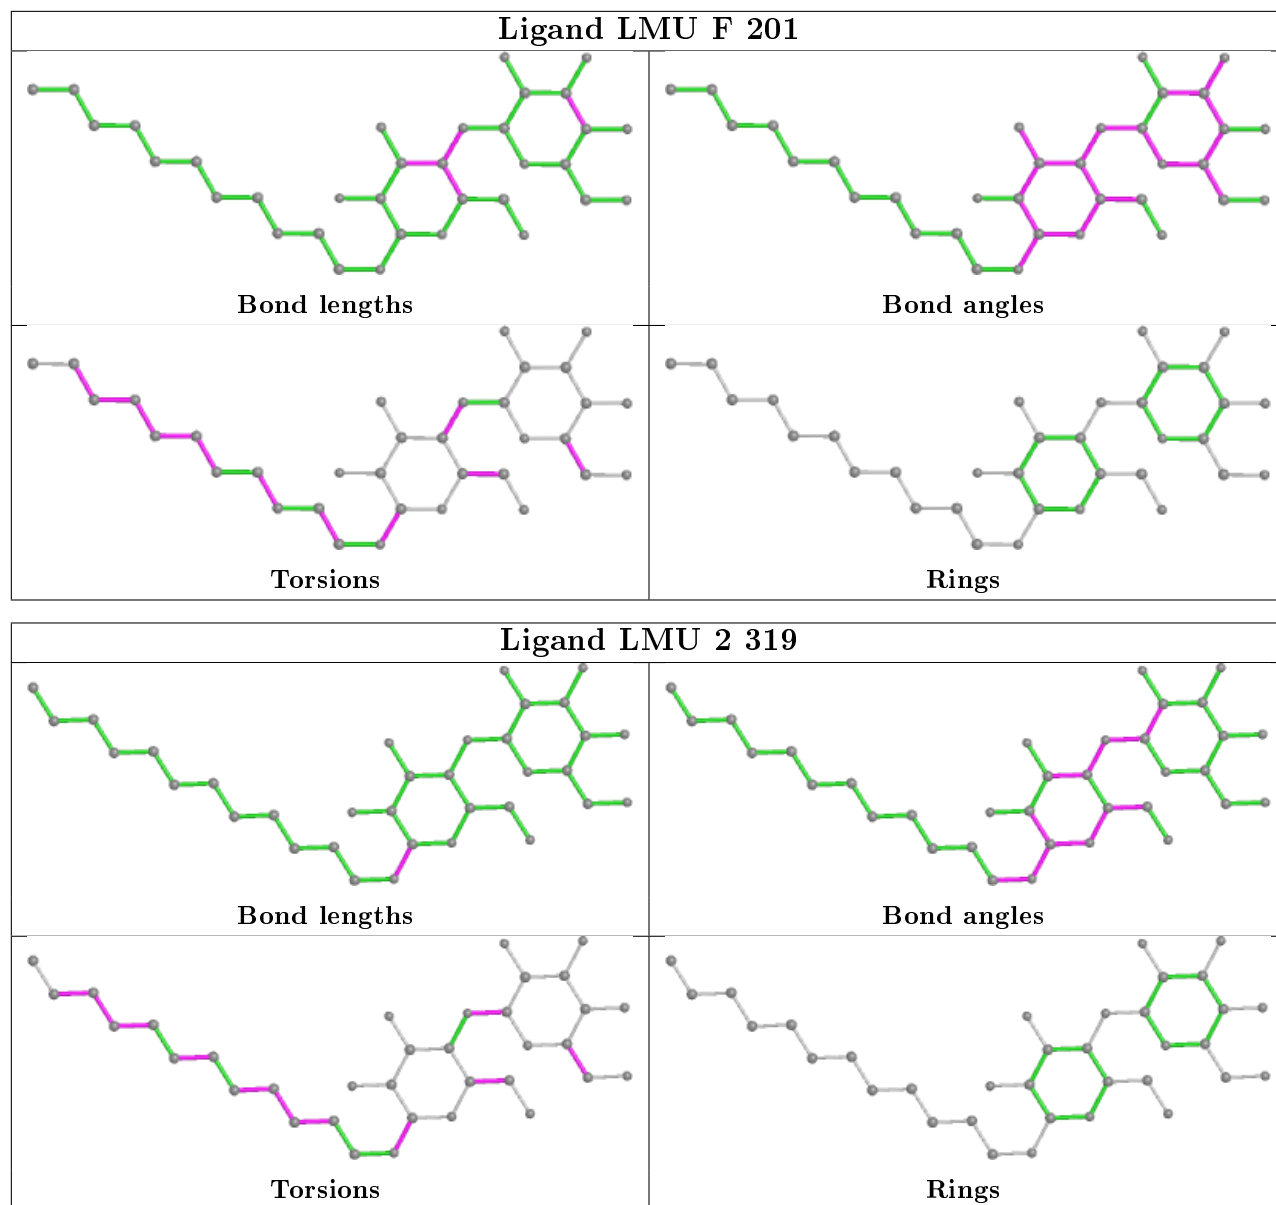 Ligand LMU F 201
Bond lengths
Bond angles
Torsions
Rings
Ligand LMU 2 319
Bond lengths
Bond angles
Torsions
Rings